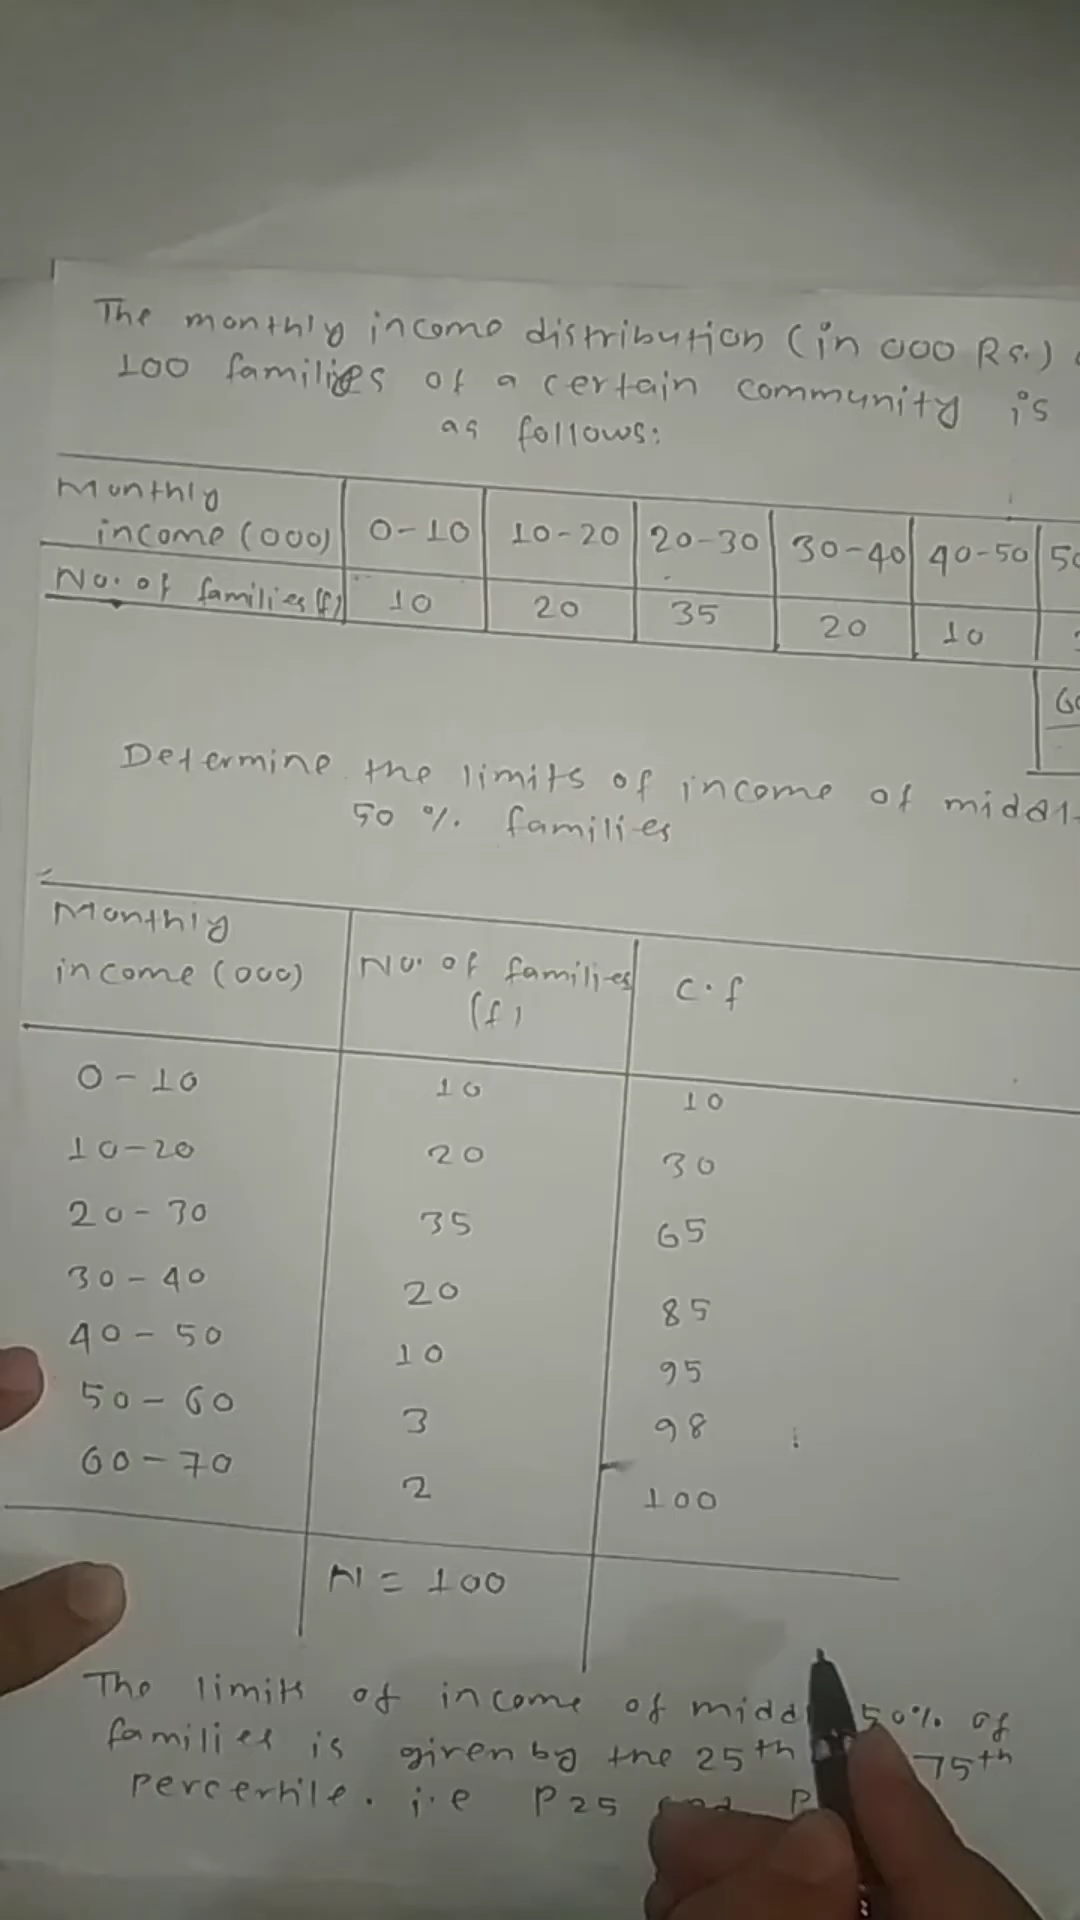 The monthly income distribution (in 000 Rs.)
100 families of a certain community is
as follows:
Monthly
income (000) 0-10 10-20 20-30 30-40 40-50
No. of families (f) 10 20 35 20 10
Determine the limits of income of
50 % families
Monthly
income (000) No. of families (f) C.f
0-10 10 10
10-20 20 30
20-30 35 65
30-40 20 85
40-50 10 95
50-60 3 98
60-70 2 100
N = 100
The limits of income of 50% of
families is given by the 25th 75th
percentile. i.e P25 and